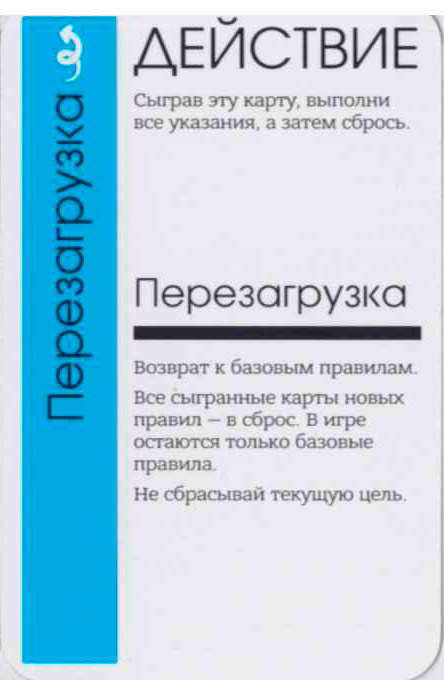 Перезагрузка
ДЕЙСТВИЕ
Сыграв эту карту, выполни
все указания, а затем сбрось.
Перезагрузка
Возврат к базовым правилам.
Все сыгранные карты новых
правил — в сброс. В игре
остаются только базовые
правила.
Не сбрасывай текущую цель.